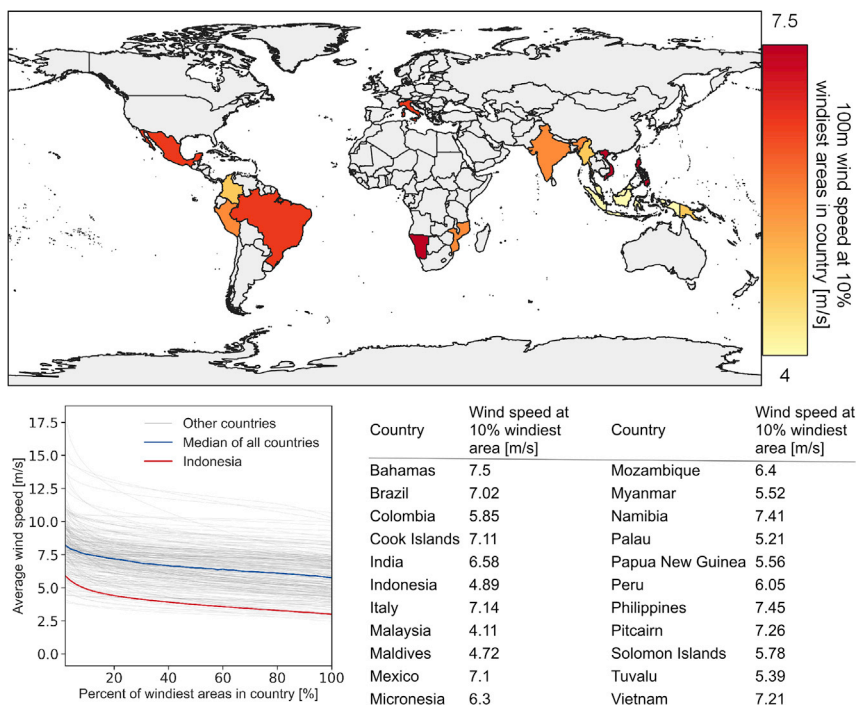 7.5
100m wind speed at 10%
windiest areas in
country [m/s]
4
17.5
15.0
12.5
10.0
7.5
5.0
2.5
0.0
Average wind speed [m/s]
Other countries
Median of all countries
Indonesia
20 40 60 80 100
Percent of windiest areas in country [%]
Country Wind speed at 10% windiest area [m/s] Country Wind speed at 10% windiest area [m/s]
Bahamas 7.5 Mozambique 6.4
Brazil 7.02 Myanmar 5.52
Colombia 5.85 Namibia 7.41
Cook Islands 7.11 Palau 5.21
India 6.58 Papua New Guinea 5.56
Indonesia 4.89 Peru 6.05
Italy 7.14 Philippines 7.45
Malaysia 4.11 Pitcairn 7.26
Maldives 4.72 Solomon Islands 5.78
Mexico 7.1 Tuvalu 5.39
Micronesia 6.3 Vietnam 7.21